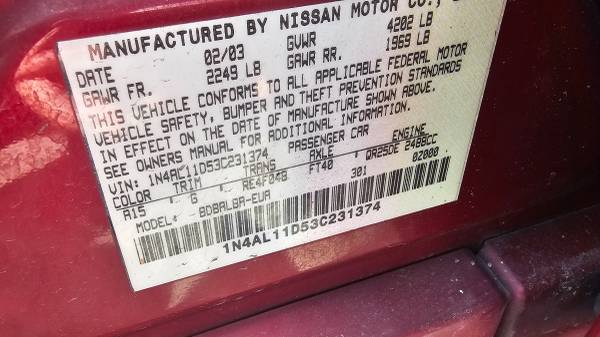 MANUFACTURED BY NISSAN MOTOR CO.,
DATE 02/03 GVWR 4202 LB
GAWR FR. 2249 LB GAWR RR. 1969 LB
THIS VEHICLE CONFORMS TO ALL APPLICABLE FEDERAL MOTOR
VEHICLE SAFETY, BUMPER AND THEFT PREVENTION STANDARDS
IN EFFECT ON THE DATE OF MANUFACTURE SHOWN ABOVE.
SEE OWNERS MANUAL FOR ADDITIONAL INFORMATION.
VIN: 1N4AL11D53C231374 PASSENGER CAR
COLOR TRIM TRANS AXLE ENGINE
A15 G RE4F04B FT40 QR25DE 2488CC
MODEL: BDBALBA-EUA 301 02000
1N4AL11D53C231374